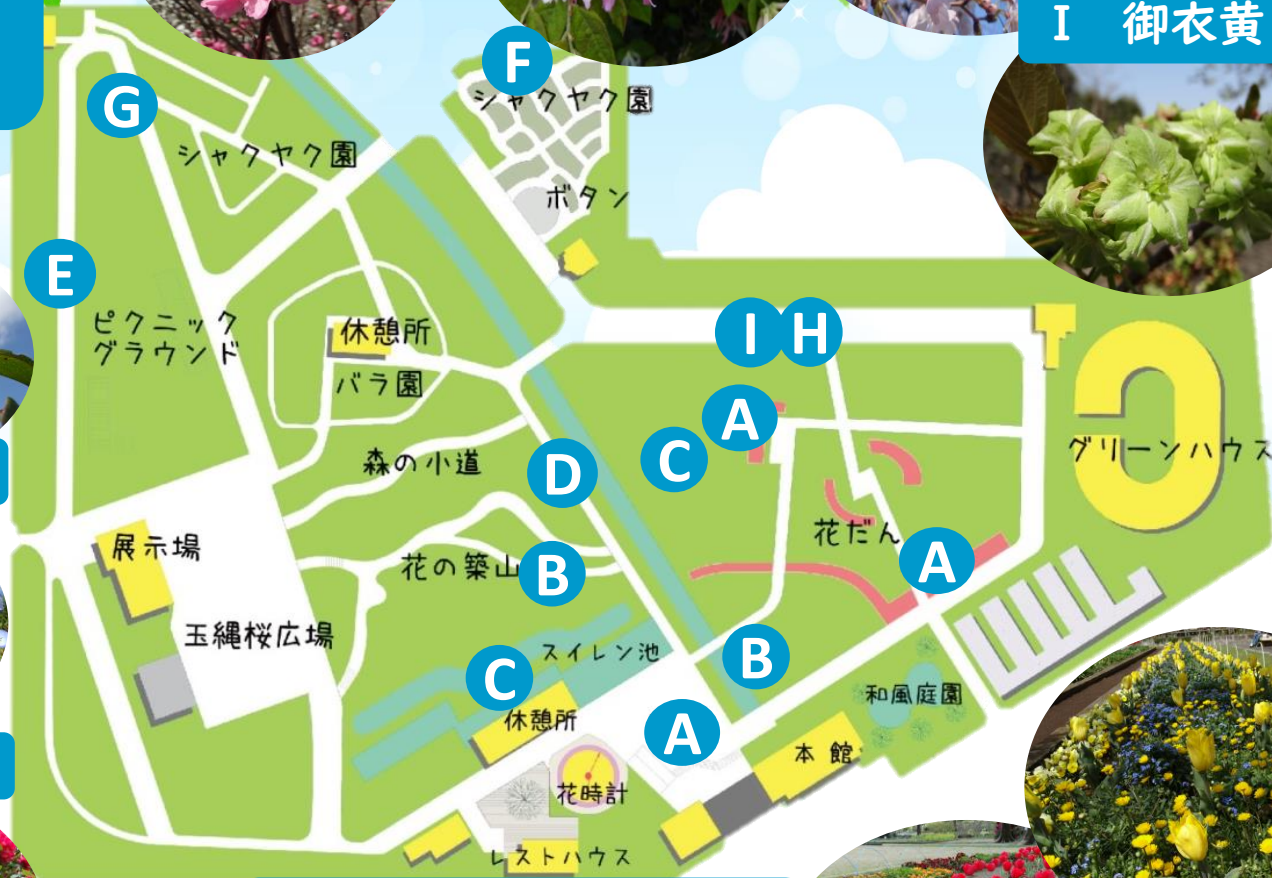 I 御衣黄
F
シャクヤク園
G
シャクヤク園
ボタン
E
ピクニック
グラウンド
休憩所
I
H
バラ園
A
C
グリーンハウス
森の小道
D
花だん
A
展示場
花の築山
B
玉縄桜広場
スイレン池
B
C
和風庭園
休憩所
A
本館
花時計
レストハウス